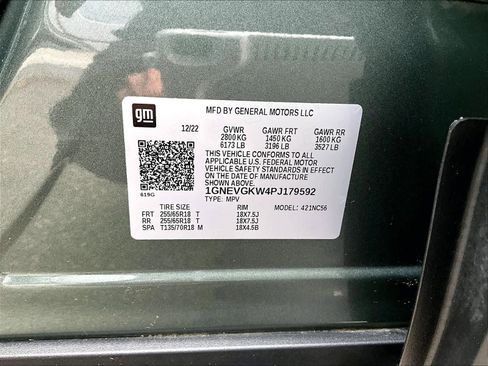 gm
MFD BY GENERAL MOTORS LLC
12/22 GVWR GAWR FRT GAWR RR
2800 KG 1450 KG 1600 KG
6173 LB 3196 LB 3527 LB
THIS VEHICLE CONFORMS TO ALL
APPLICABLE U.S. FEDERAL MOTOR
VEHICLE SAFETY STANDARDS IN EFFECT
ON THE DATE OF MANUFACTURE
SHOWN ABOVE.
819G 1GNEVGKW4PJ179592
TYPE: MPV
TIRE SIZE RIM MODEL: 421NC56
FRT 255/65R18 T 18X7.5J
RR 255/65R18 T 18X7.5J
SPA T135/70R18 M 18X4.5B